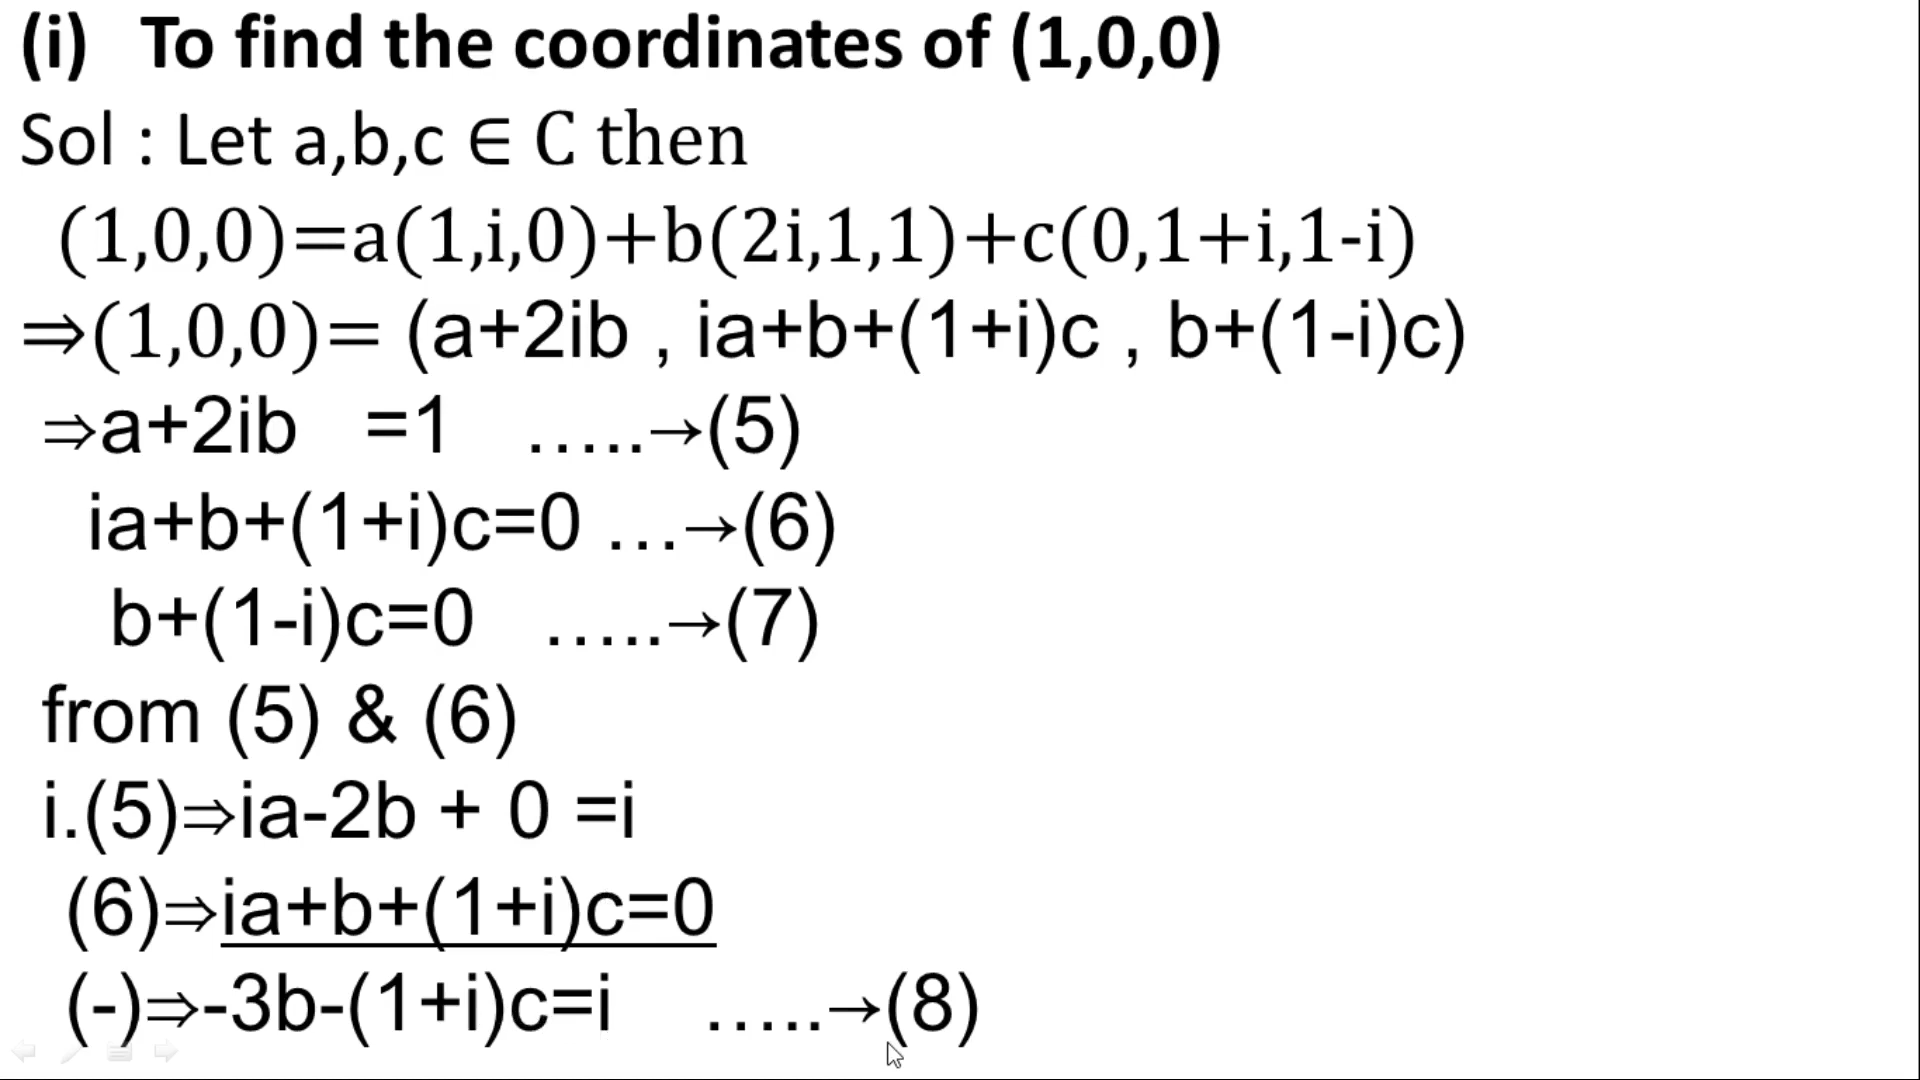 (i) To find the coordinates of (1,0,0)
Sol : Let a,b,c ∈ C then
(1,0,0)=a(1,i,0)+b(2i,1,1)+c(0,1+i,1-i)
⇒(1,0,0)= (a+2ib , ia+b+(1+i)c , b+(1-i)c)
⇒a+2ib =1 …..→(5)
ia+b+(1+i)c=0 …→(6)
b+(1-i)c=0 …..→(7)
from (5) & (6)
i.(5)⇒ia-2b + 0 =i
(6)⇒ia+b+(1+i)c=0
(-)⇒-3b-(1+i)c=i …..→(8)